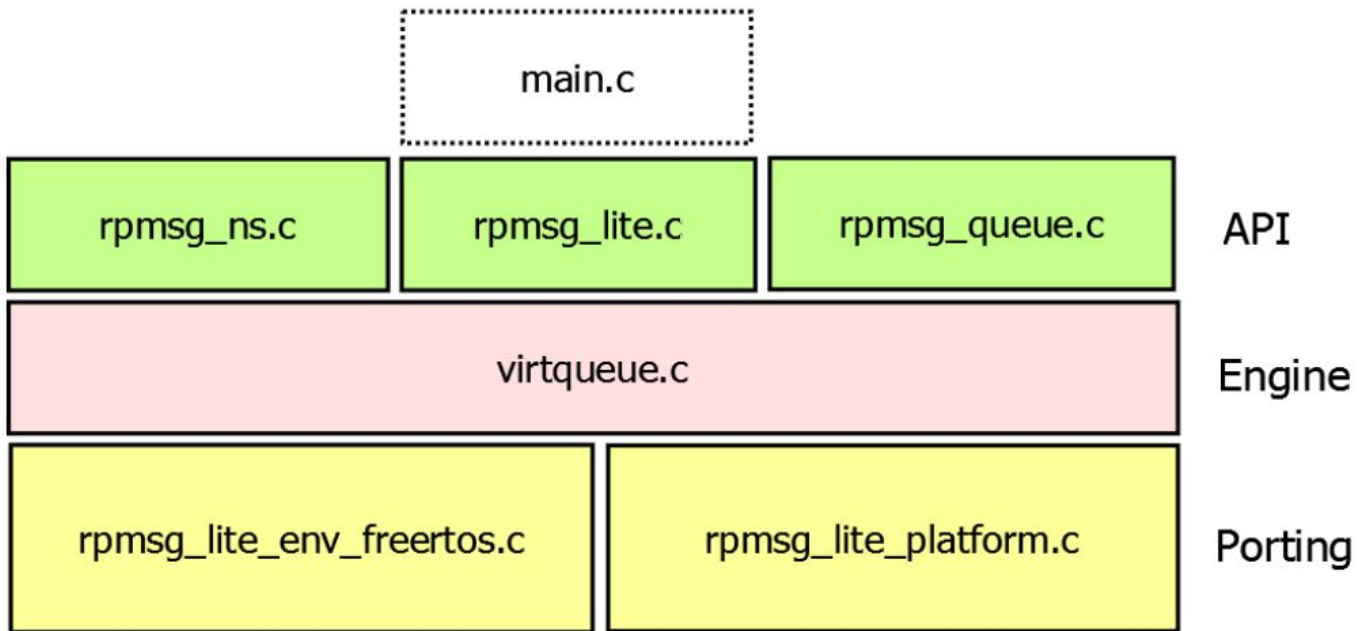 main.c
rpmsg_ns.c
rpmsg_lite.c
rpmsg_queue.c
API
virtqueue.c
Engine
rpmsg_lite_env_freertos.c
rpmsg_lite_platform.c
Porting